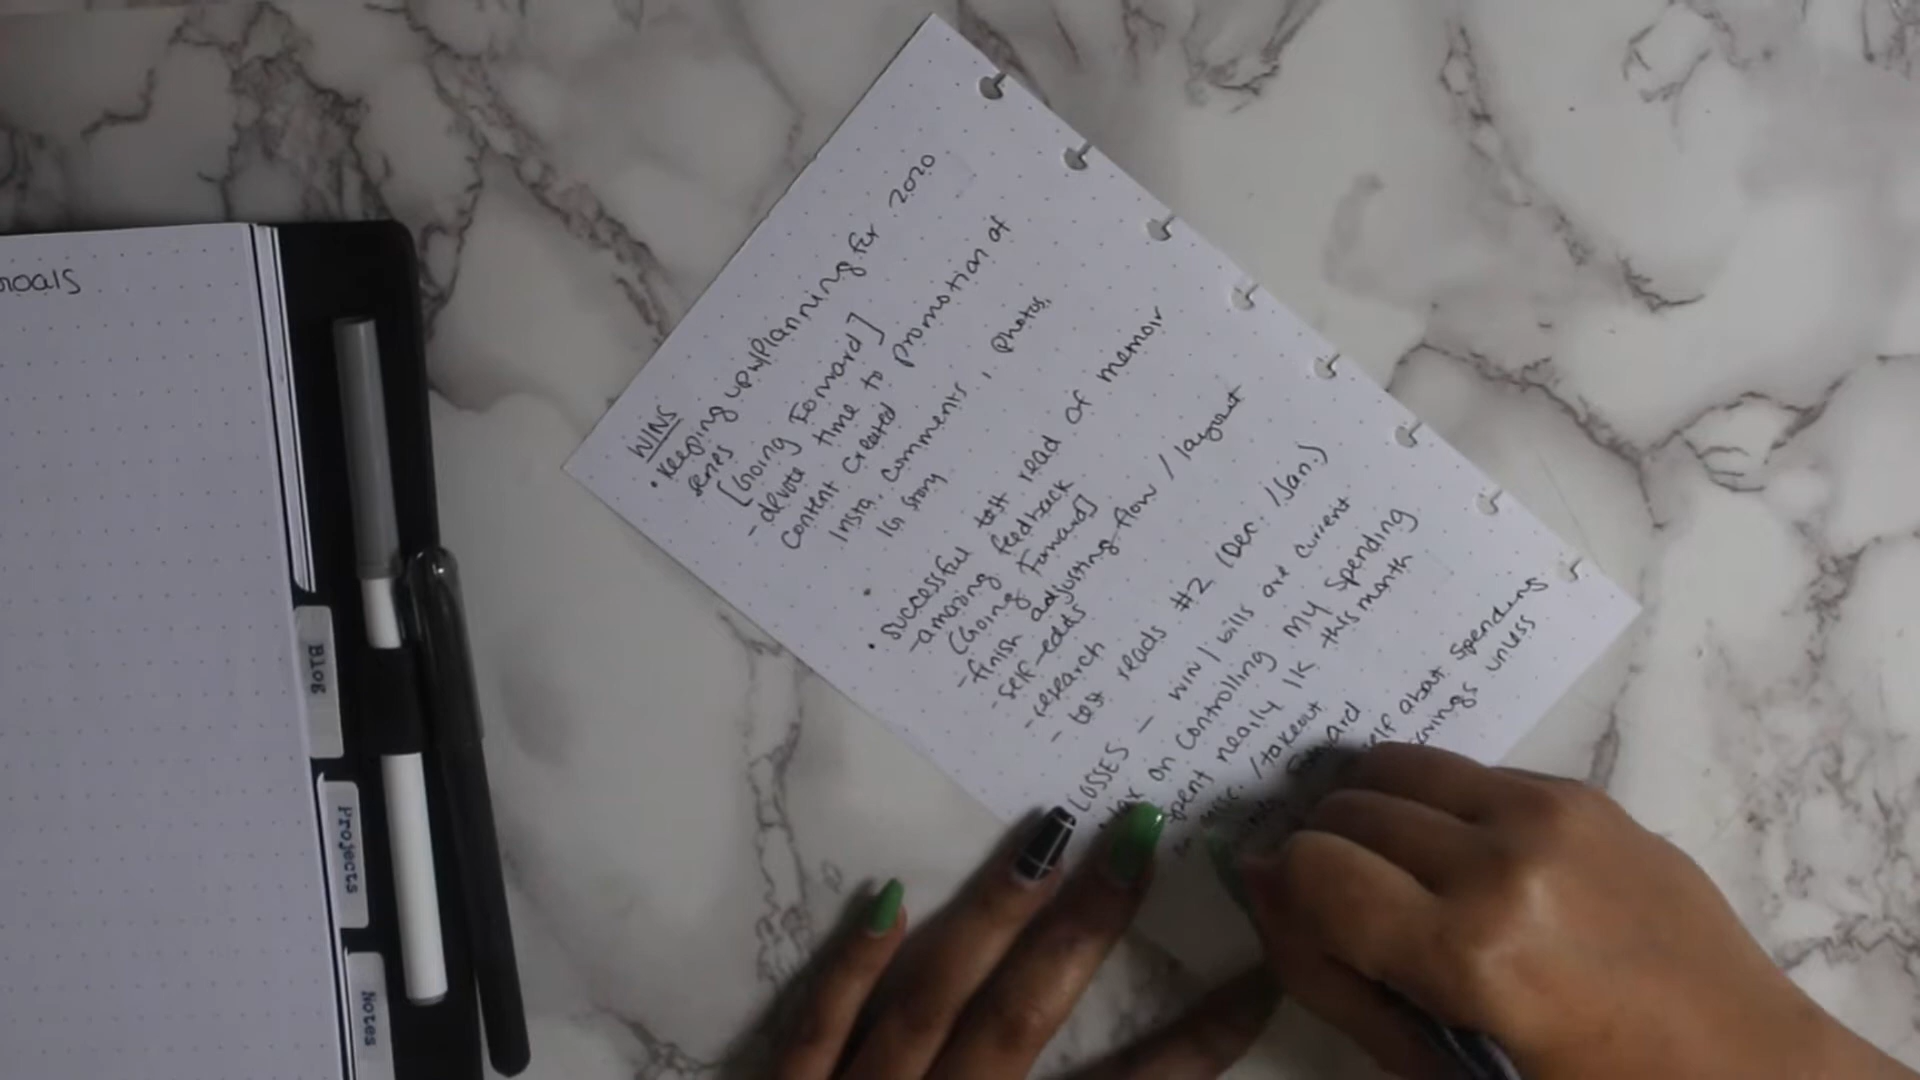 goals
Blog
Projects
Notes
WINS
• Keeping up w/ Planning for 2020
series
[Going Forward]
- devote time to promotion of
content created
Insta, comments, photos,
IG story
• successful test read of memoir
- amazing feedback
[Going Forward]
- finish adjusting flow / layout
- self-edits
- research
- test reads #2 (Dec. / Jan.)
LOSSES - win / bills are current
on controlling my spending
spent nearly 1k this month
misc. / takeout
Forward
self about spending
savings unless